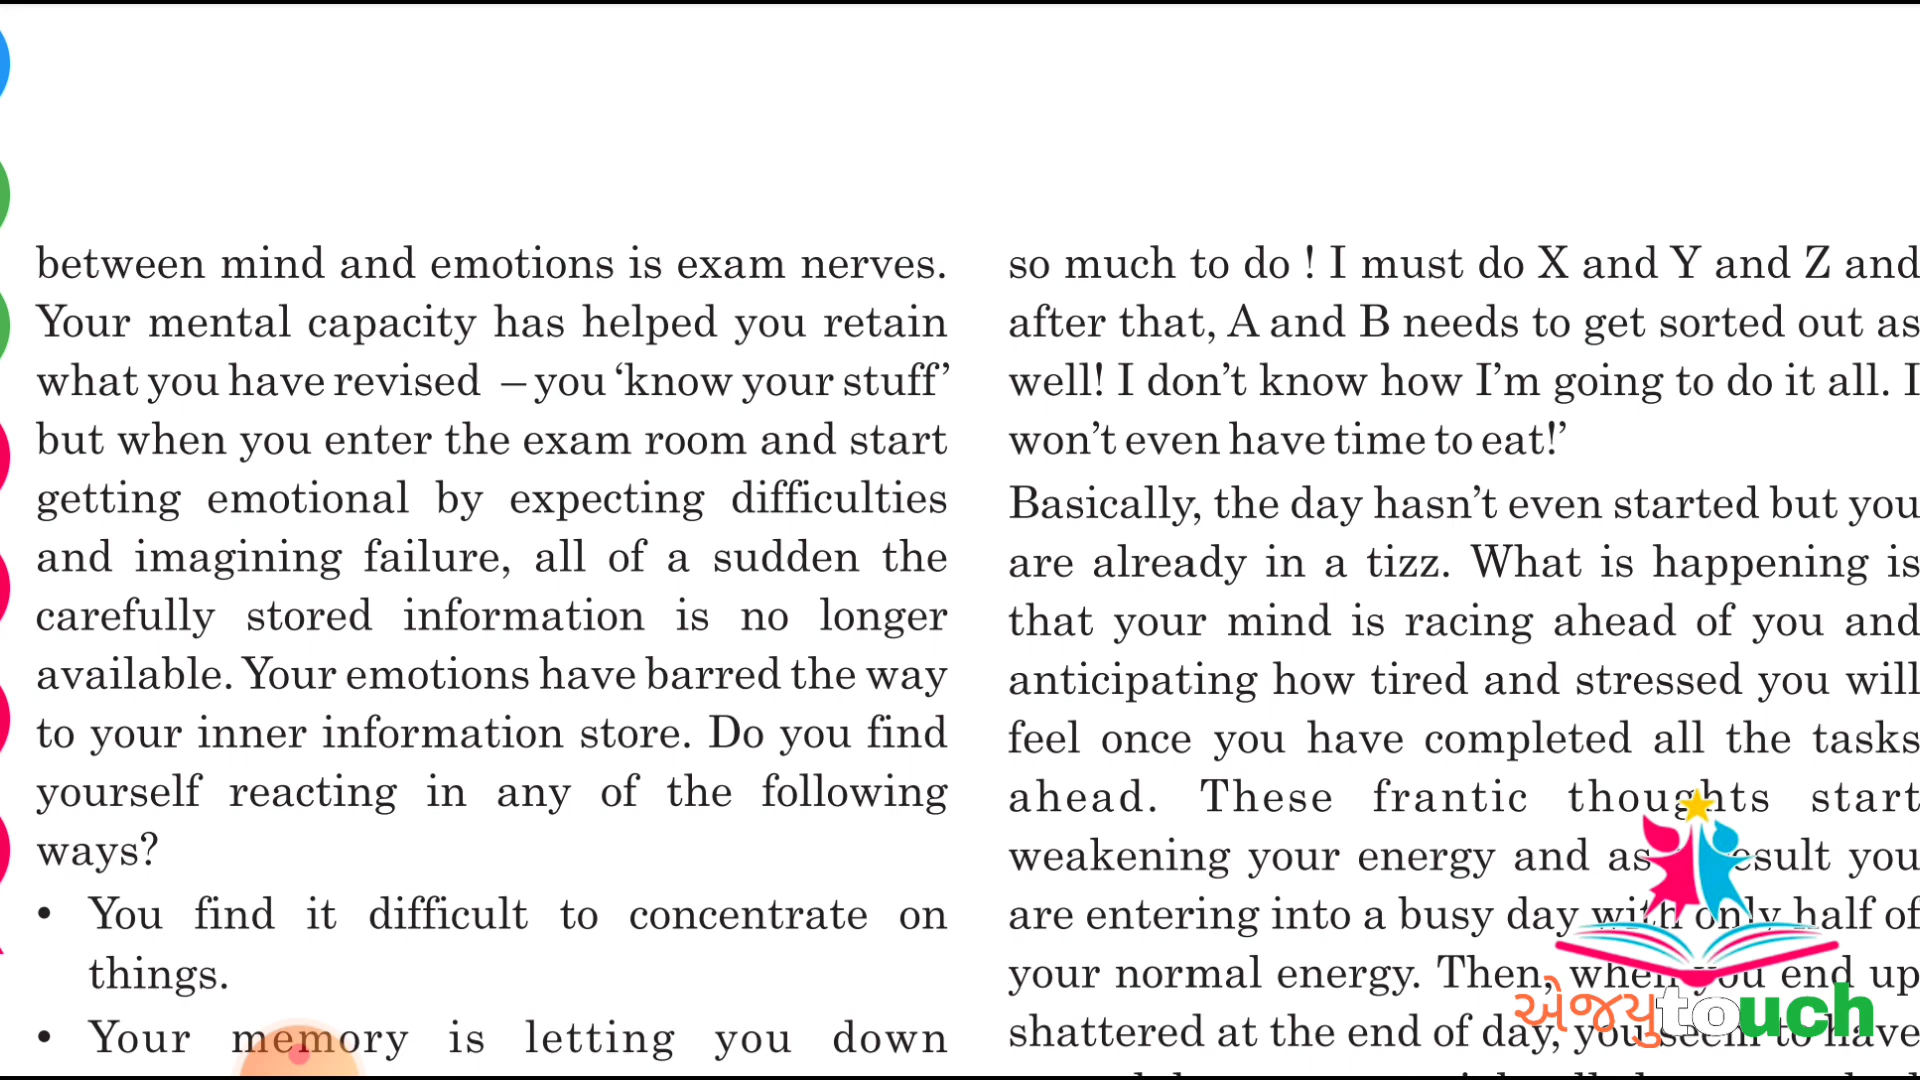 between mind and emotions is exam nerves.
Your mental capacity has helped you retain
what you have revised – you ‘know your stuff’
but when you enter the exam room and start
getting emotional by expecting difficulties
and imagining failure, all of a sudden the
carefully stored information is no longer
available. Your emotions have barred the way
to your inner information store. Do you find
yourself reacting in any of the following
ways?
• You find it difficult to concentrate on
things.
• Your memory is letting you down
so much to do ! I must do X and Y and Z and
after that, A and B needs to get sorted out as
well! I don’t know how I’m going to do it all. I
won’t even have time to eat!’
Basically, the day hasn’t even started but you
are already in a tizz. What is happening is
that your mind is racing ahead of you and
anticipating how tired and stressed you will
feel once you have completed all the tasks
ahead. These frantic thoughts start
weakening your energy and as result you
are entering into a busy day with only half of
your normal energy. Then, when you end up
shattered at the end of day, you seem to have
એજયુtouch